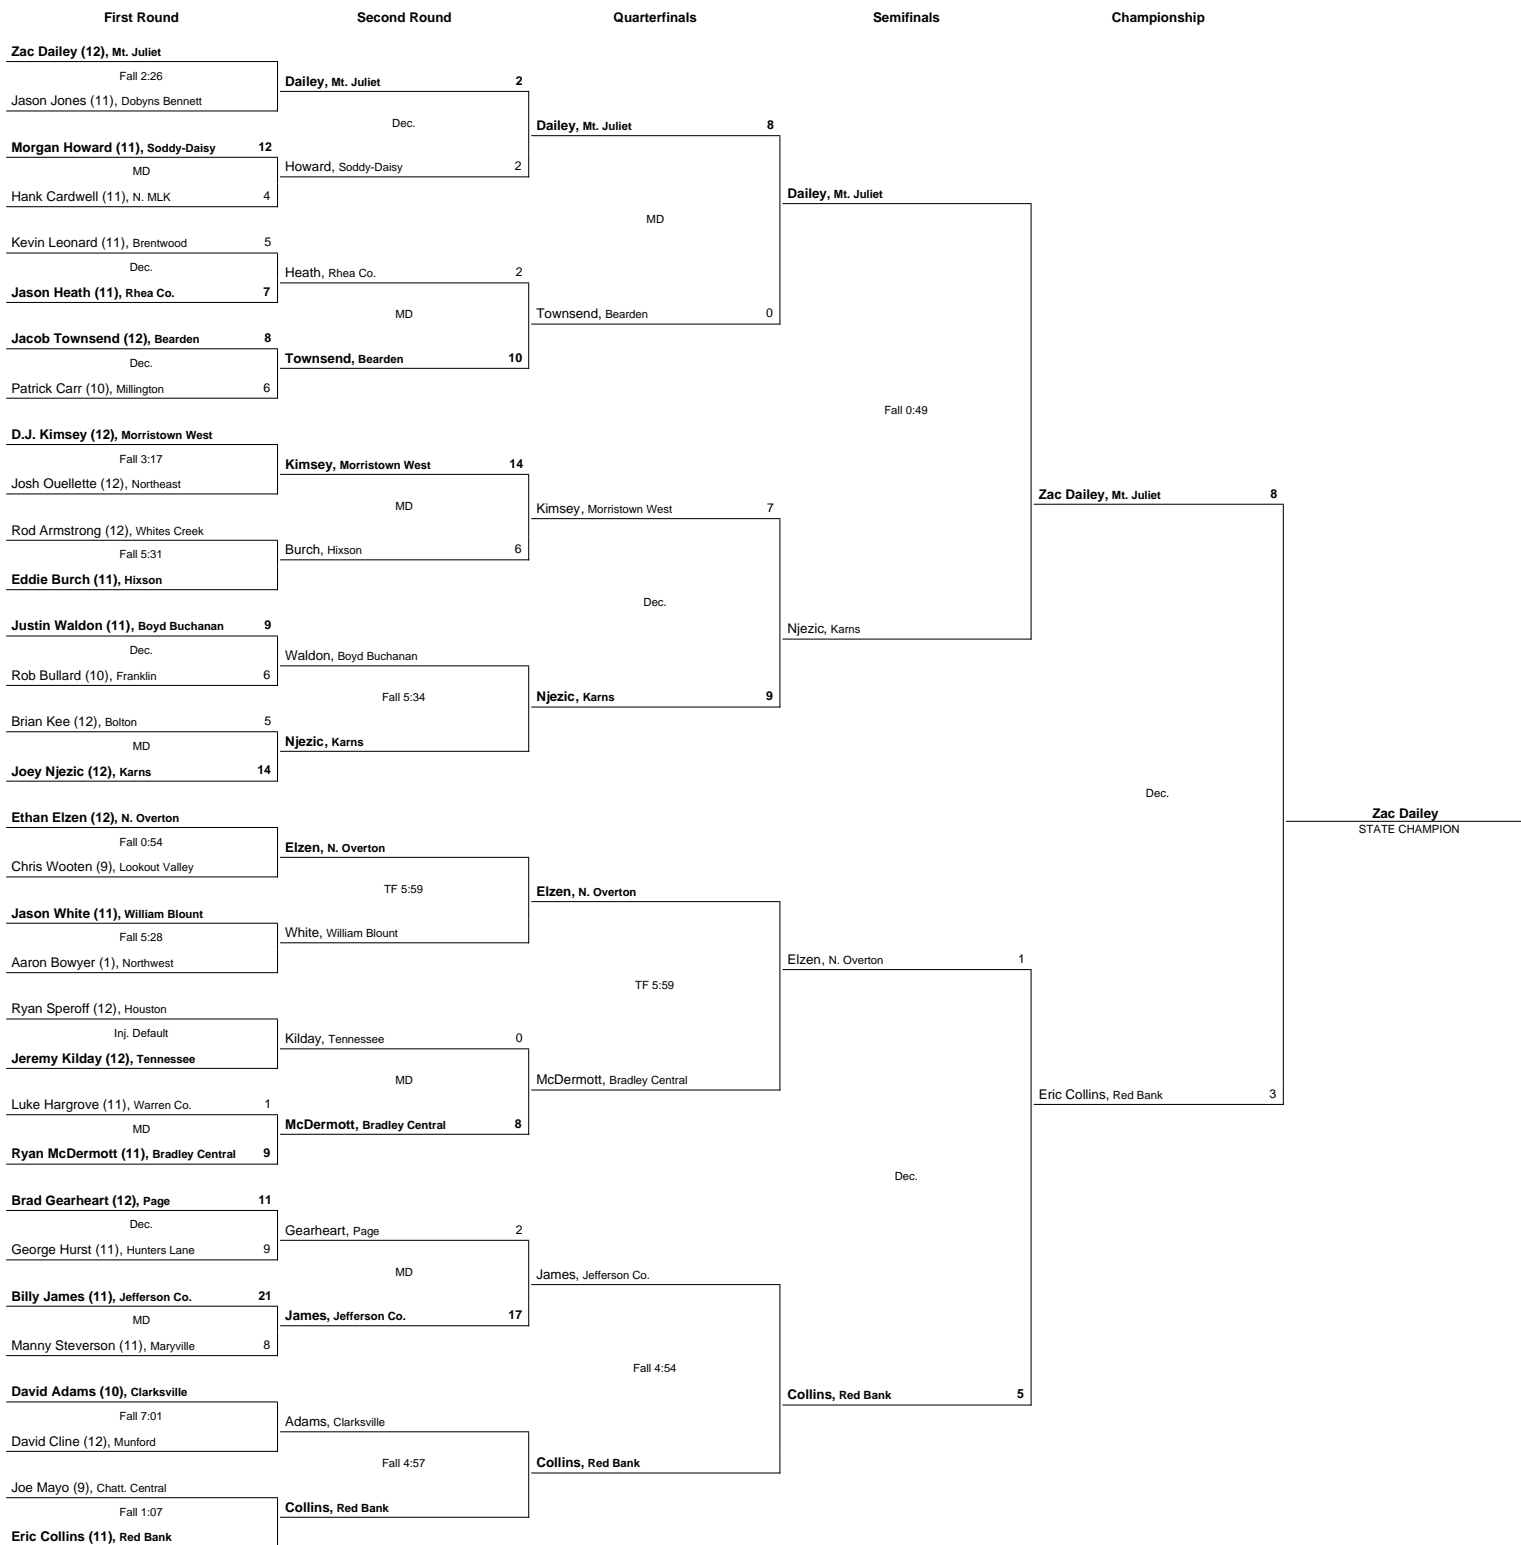 First Round
Second Round
Quarterfinals
Semifinals
Championship
Zac Dailey (12), Mt. Juliet
Fall 2:26
Jason Jones (11), Dobyns Bennett
Morgan Howard (11), Soddy-Daisy 12
MD
Hank Cardwell (11), N. MLK 4
Kevin Leonard (11), Brentwood 5
Dec.
Jason Heath (11), Rhea Co. 7
Jacob Townsend (12), Bearden 8
Dec.
Patrick Carr (10), Millington 6
D.J. Kimsey (12), Morristown West
Fall 3:17
Josh Ouellette (12), Northeast
Rod Armstrong (12), Whites Creek
Fall 5:31
Eddie Burch (11), Hixson
Justin Waldon (11), Boyd Buchanan 9
Dec.
Rob Bullard (10), Franklin 6
Brian Kee (12), Bolton 5
MD
Joey Njezic (12), Karns 14
Ethan Elzen (12), N. Overton
Fall 0:54
Chris Wooten (9), Lookout Valley
Jason White (11), William Blount
Fall 5:28
Aaron Bowyer (1), Northwest
Ryan Speroff (12), Houston
Inj. Default
Jeremy Kilday (12), Tennessee
Luke Hargrove (11), Warren Co. 1
MD
Ryan McDermott (11), Bradley Central 9
Brad Gearheart (12), Page 11
Dec.
George Hurst (11), Hunters Lane 9
Billy James (11), Jefferson Co. 21
MD
Manny Steverson (11), Maryville 8
David Adams (10), Clarksville
Fall 7:01
David Cline (12), Munford
Joe Mayo (9), Chatt. Central
Fall 1:07
Eric Collins (11), Red Bank
Dailey, Mt. Juliet 2
Dec.
Howard, Soddy-Daisy 2
Heath, Rhea Co. 2
MD
Townsend, Bearden 10
Kimsey, Morristown West 14
MD
Burch, Hixson 6
Waldon, Boyd Buchanan
Fall 5:34
Njezic, Karns
Elzen, N. Overton
TF 5:59
White, William Blount
Kilday, Tennessee 0
MD
McDermott, Bradley Central 8
Gearheart, Page 2
MD
James, Jefferson Co. 17
Adams, Clarksville
Fall 4:57
Collins, Red Bank
Dailey, Mt. Juliet 8
MD
Townsend, Bearden 0
Kimsey, Morristown West 7
Dec.
Njezic, Karns 9
Elzen, N. Overton
TF 5:59
McDermott, Bradley Central
James, Jefferson Co.
Fall 4:54
Collins, Red Bank
Dailey, Mt. Juliet
Fall 0:49
Njezic, Karns
Elzen, N. Overton 1
Dec.
Collins, Red Bank 5
Zac Dailey, Mt. Juliet 8
Dec.
Eric Collins, Red Bank 3
Zac Dailey
STATE CHAMPION